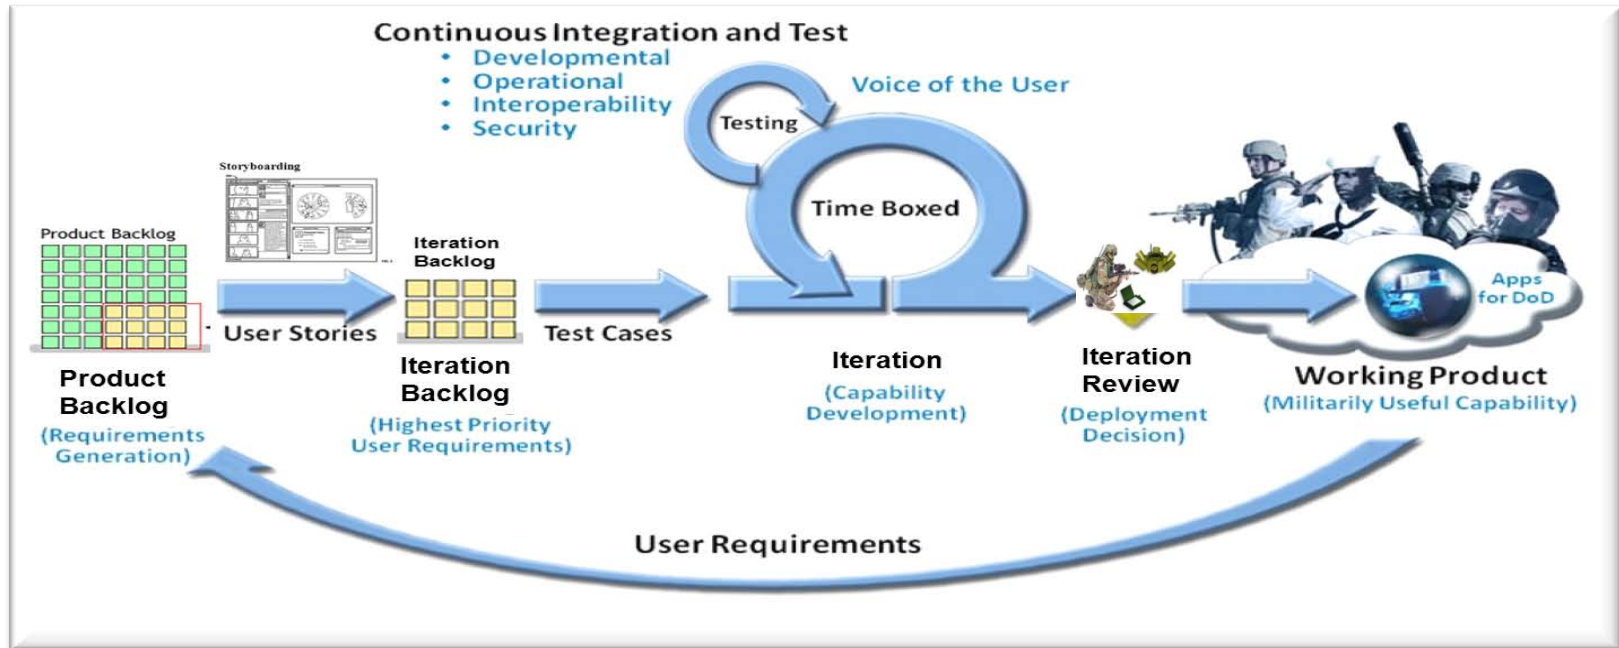 Continuous Integration and Test
• Developmental
• Operational
• Interoperability
• Security
Voice of the User
Testing
Time Boxed
Storyboarding
Product Backlog
Iteration
Backlog
User Stories
Test Cases
Apps
for DoD
Product
Backlog
(Requirements
Generation)
Iteration
Backlog
(Highest Priority
User Requirements)
Iteration
(Capability
Development)
Iteration
Review
(Deployment
Decision)
Working Product
(Militarily Useful Capability)
User Requirements